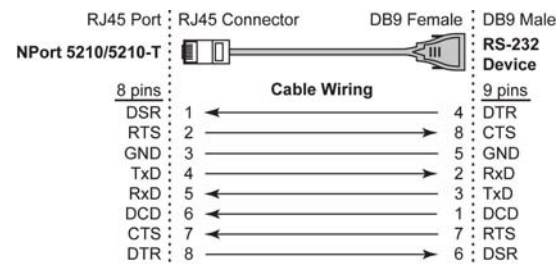 RJ45 Port RJ45 Connector DB9 Female DB9 Male
NPort 5210/5210-T RS-232
Device
8 pins Cable Wiring 9 pins
DSR 1 4 DTR
RTS 2 8 CTS
GND 3 5 GND
TxD 4 2 RxD
RxD 5 3 TxD
DCD 6 1 DCD
CTS 7 7 RTS
DTR 8 6 DSR